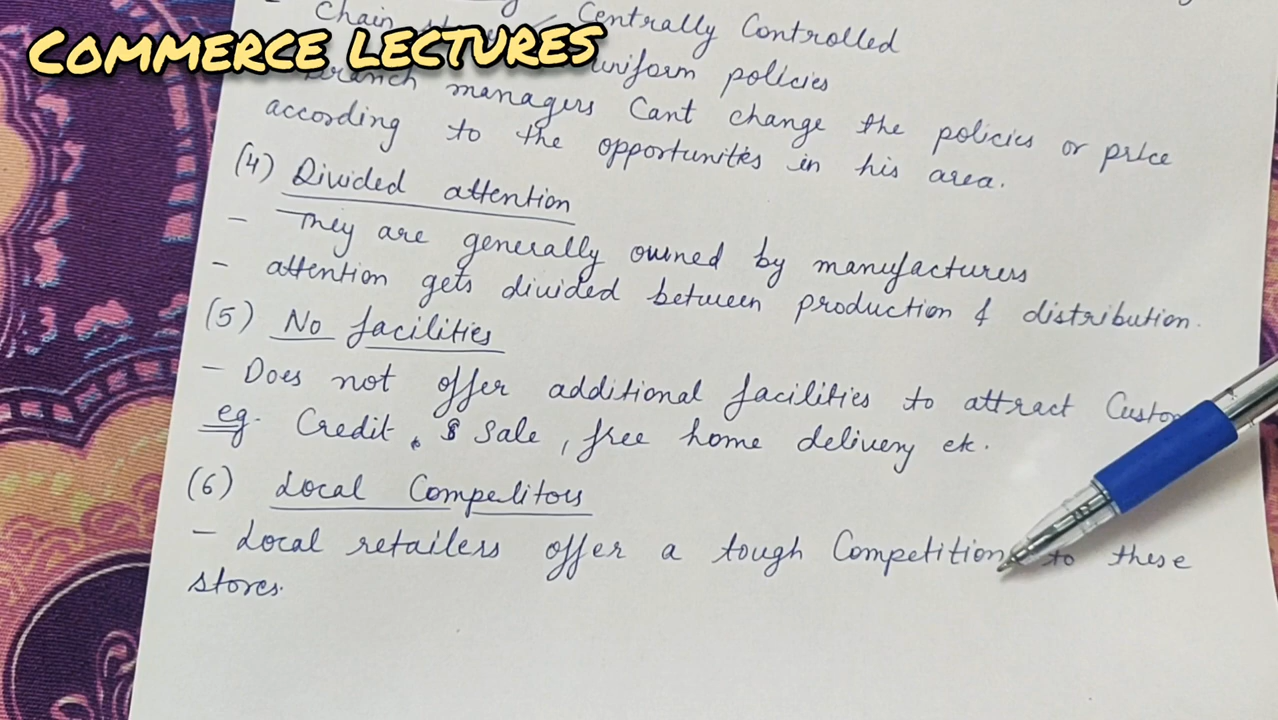 COMMERCE LECTURES
- Chain Centrally Controlled
uniform policies
Branch managers Cant change the policies or price
according to the opportunities in his area.
(4) Divided attention
- They are generally owned by manufacturers
- attention gets divided between production & distribution.
(5) No facilities
- Does not offer additional facilities to attract
eg. Credit & Sale, free home delivery etc.
(6) Local Competitors
- Local retailers offer a tough Competition to these
stores.